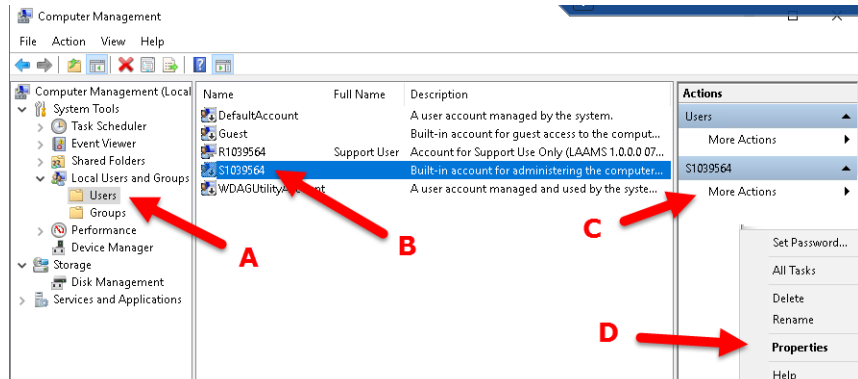 Computer Management
File Action View Help
Computer Management (Local
System Tools
Task Scheduler
Event Viewer
Shared Folders
Local Users and Groups
Users
Groups
Performance
Device Manager
Storage
Disk Management
Services and Applications
Name Full Name Description
DefaultAccount A user account managed by the system.
Guest Built-in account for guest access to the comput...
R1039564 Support User Account for Support Use Only (LAAMS 1.0.0.0 07...
S1039564 Built-in account for administering the computer...
WDAGUtilityAccount A user account managed and used by the syste...
Actions
Users
More Actions
S1039564
More Actions
Set Password...
All Tasks
Delete
Rename
Properties
Help
A
B
C
D